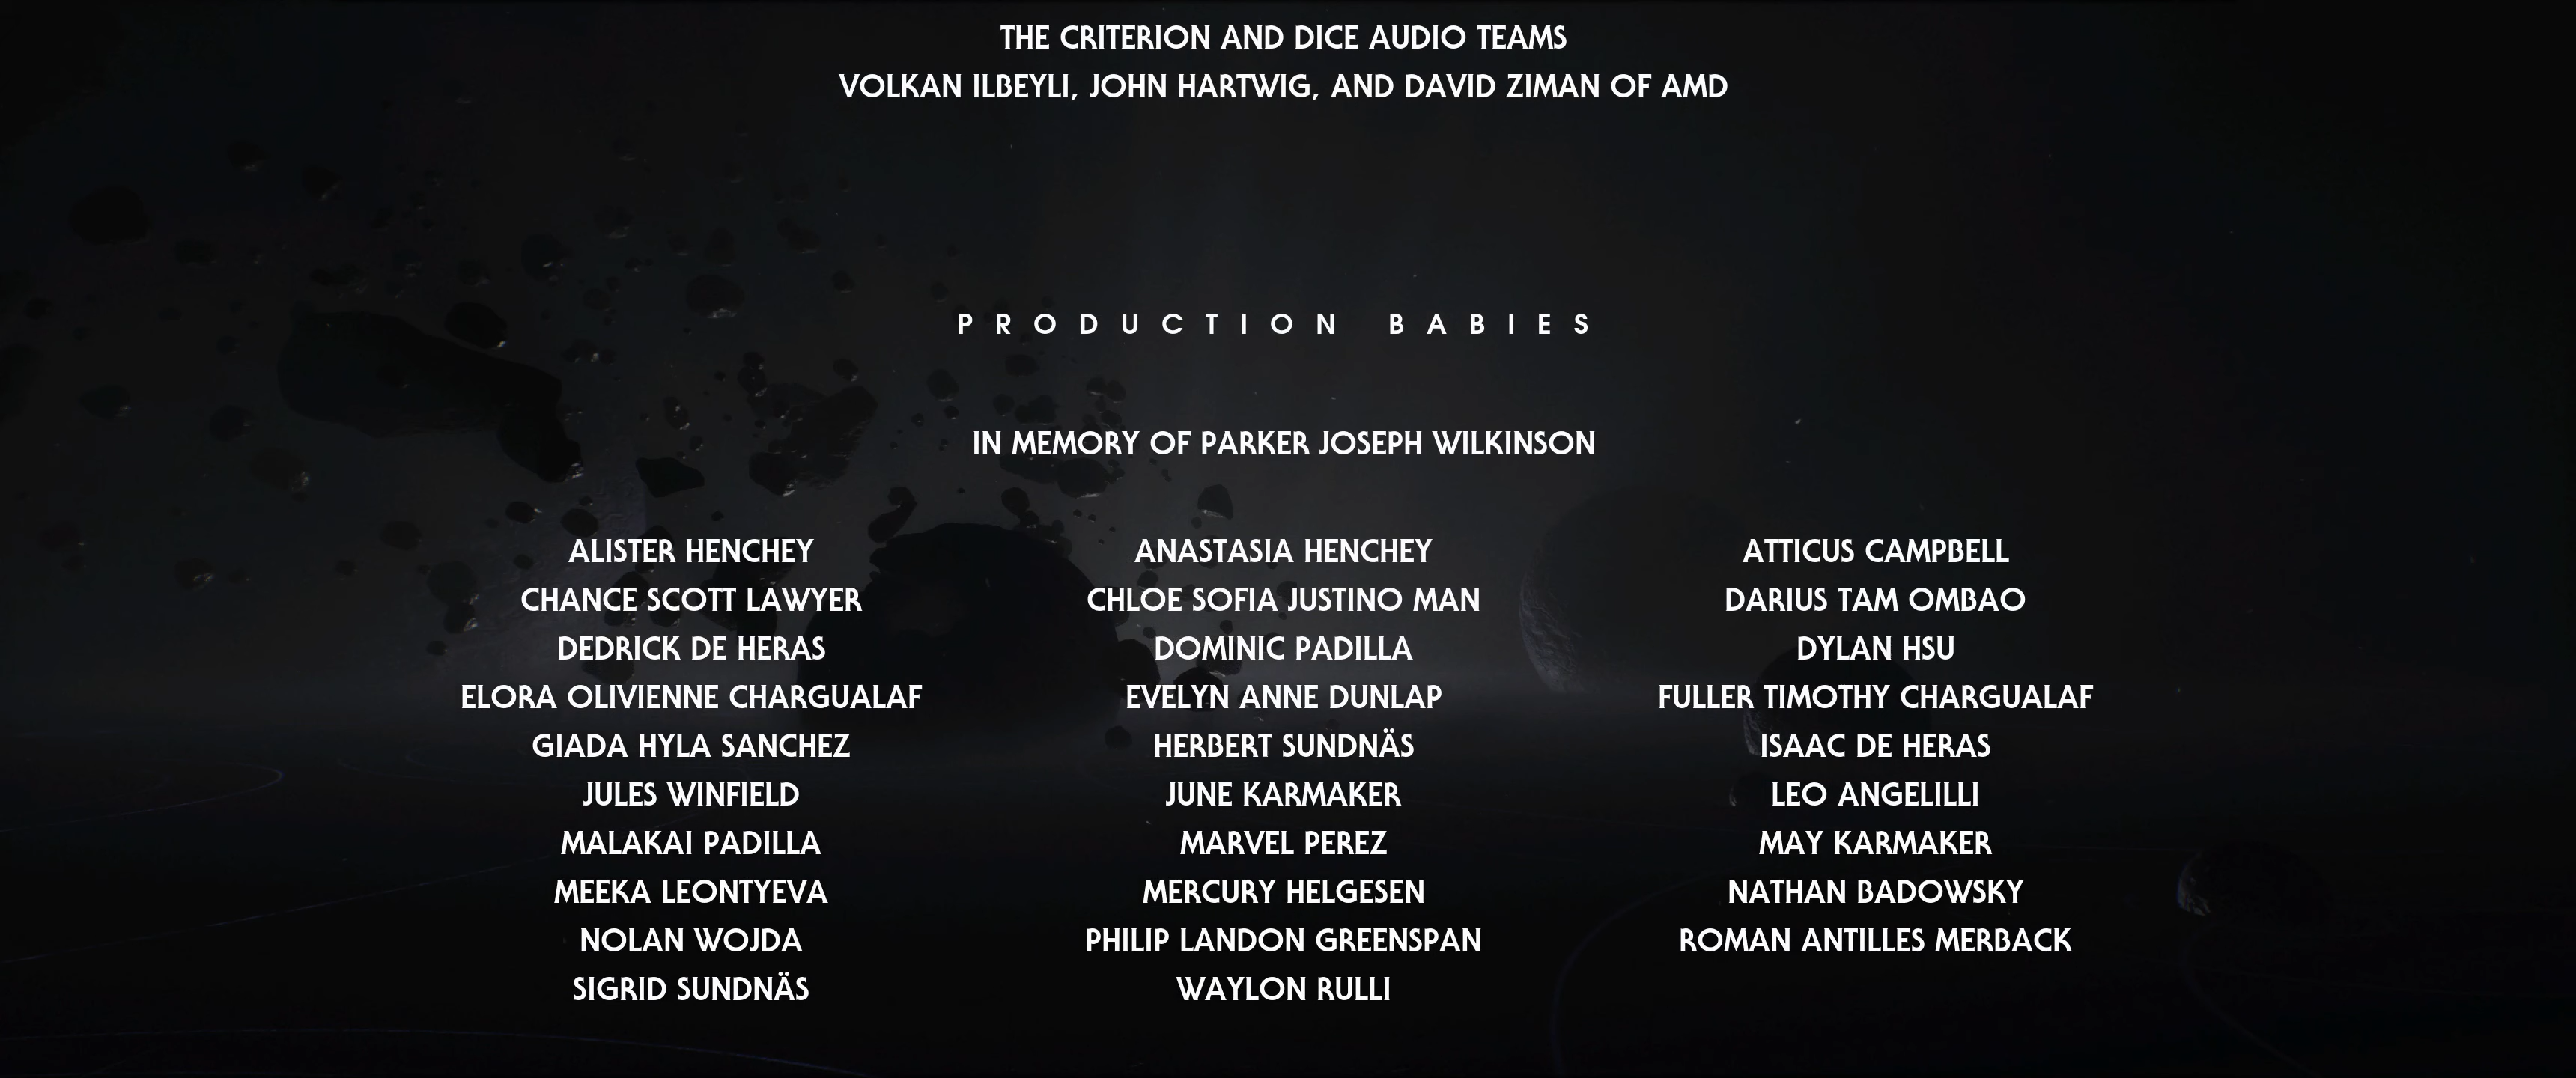 THE CRITERION AND DICE AUDIO TEAMS
VOLKAN ILBEYLI, JOHN HARTWIG, AND DAVID ZIMAN OF AMD
PRODUCTION BABIES
IN MEMORY OF PARKER JOSEPH WILKINSON
ALISTER HENCHEY ANASTASIA HENCHEY ATTICUS CAMPBELL
CHANCE SCOTT LAWYER CHLOE SOFIA JUSTINO MAN DARIUS TAM OMBAO
DEDRICK DE HERAS DOMINIC PADILLA DYLAN HSU
ELORA OLIVIENNE CHARGUALAF EVELYN ANNE DUNLAP FULLER TIMOTHY CHARGUALAF
GIADA HYLA SANCHEZ HERBERT SUNDNÄS ISAAC DE HERAS
JULES WINFIELD JUNE KARMAKER LEO ANGELILLI
MALAKAI PADILLA MARVEL PEREZ MAY KARMAKER
MEEKA LEONTYEVA MERCURY HELGESEN NATHAN BADOWSKY
NOLAN WOJDA PHILIP LANDON GREENSPAN ROMAN ANTILLES MERBACK
SIGRID SUNDNÄS WAYLON RULLI